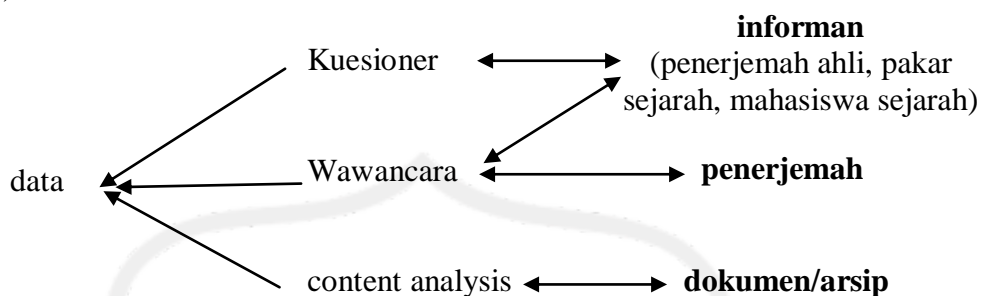 informan
Kuesioner
(penerjemah ahli, pakar
sejarah, mahasiswa sejarah)
data
Wawancara
penerjemah
content analysis
dokumen/arsip